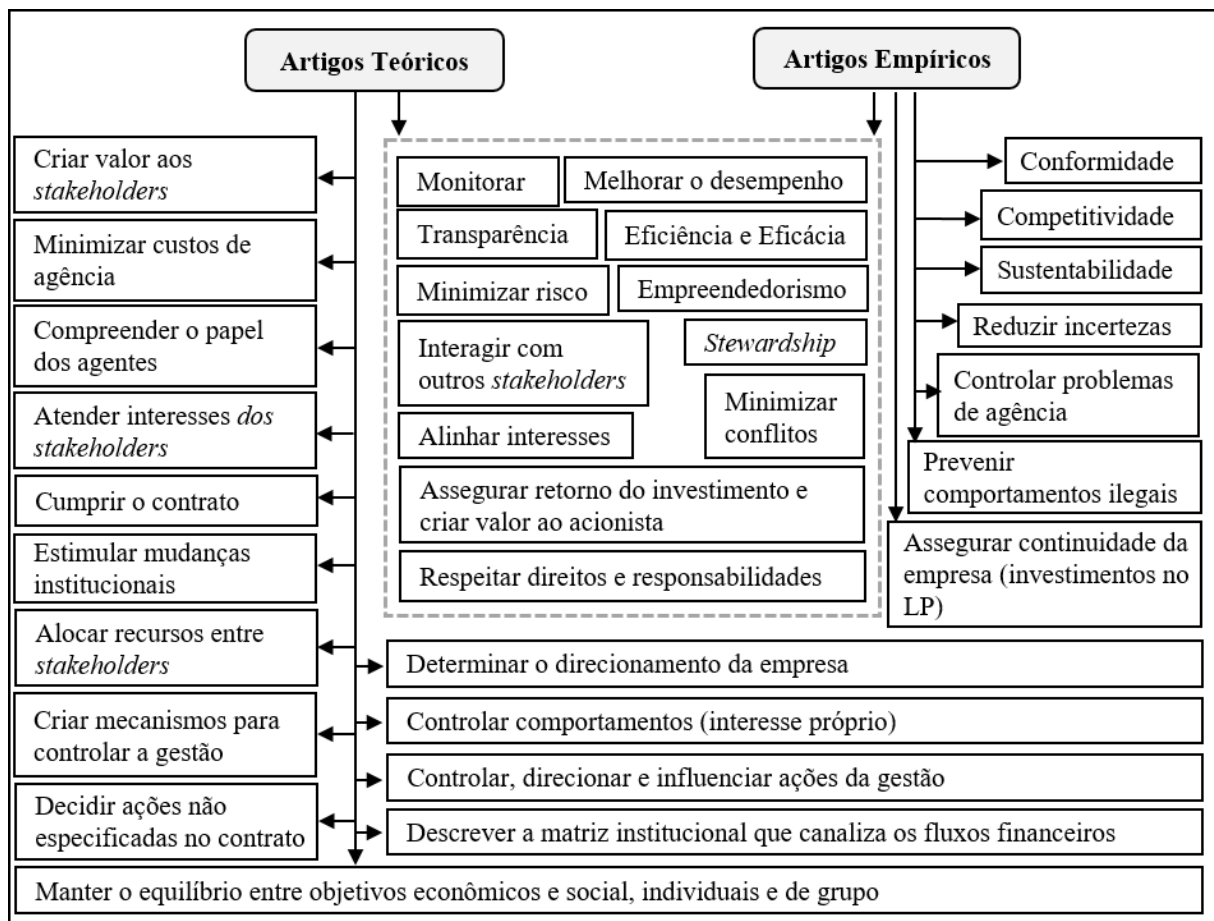 Artigos Teóricos
Artigos Empíricos
Criar valor aos
stakeholders
Minimizar custos de
agência
Compreender o papel
dos agentes
Atender interesses dos
stakeholders
Cumprir o contrato
Estimular mudanças
institucionais
Alocar recursos entre
stakeholders
Criar mecanismos para
controlar a gestão
Decidir ações não
especificadas no contrato
Monitorar
Melhorar o desempenho
Transparência
Eficiência e Eficácia
Minimizar risco
Empreendedorismo
Interagir com
outros stakeholders
Stewardship
Minimizar
conflitos
Alinhar interesses
Assegurar retorno do investimento e
criar valor ao acionista
Respeitar direitos e responsabilidades
Conformidade
Competitividade
Sustentabilidade
Reduzir incertezas
Controlar problemas
de agência
Prevenir
comportamentos ilegais
Assegurar continuidade da
empresa (investimentos no
LP)
Determinar o direcionamento da empresa
Controlar comportamentos (interesse próprio)
Controlar, direcionar e influenciar ações da gestão
Descrever a matriz institucional que canaliza os fluxos financeiros
Manter o equilíbrio entre objetivos econômicos e social, individuais e de grupo